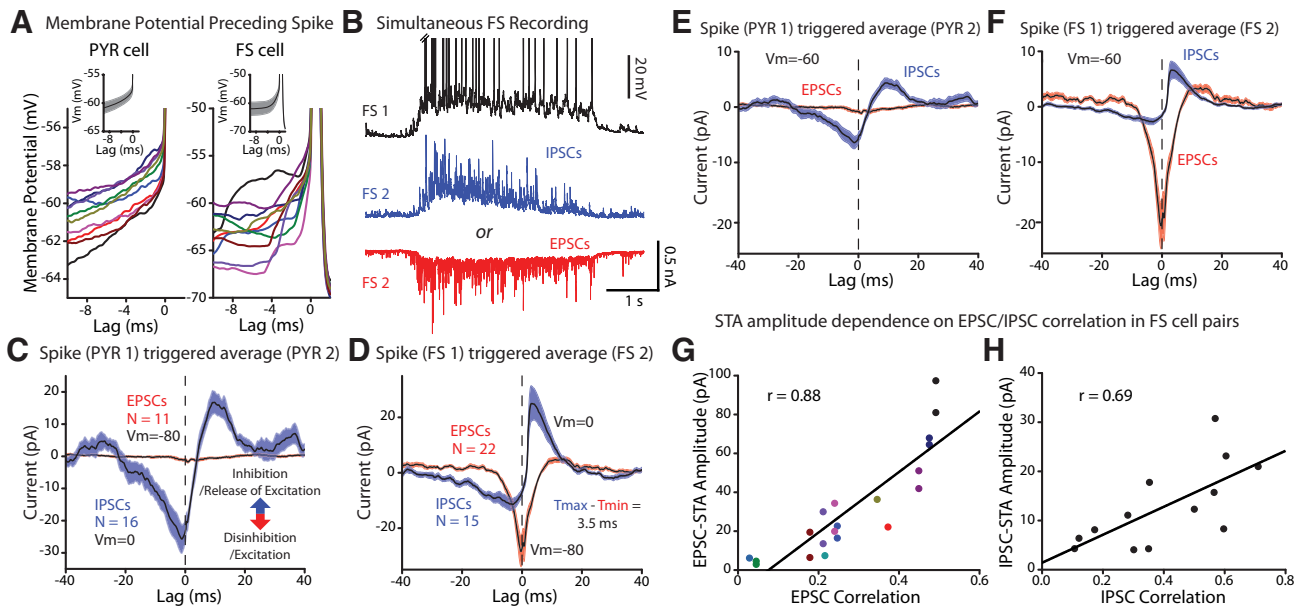 A Membrane Potential Preceding Spike
PYR cell
FS cell
Membrane Potential (mV)
-56
-58
-60
-62
-64
-8
-4
0
Lag (ms)
Vm (mV)
-55
-60
-65
-8
-4
0
Lag (ms)
-50
-55
-60
-65
-70
-8
-4
0
Lag (ms)
Vm (mV)
-50
-60
-70
-8
-4
0
Lag (ms)
B Simultaneous FS Recording
20 mV
FS 1
IPSCs
FS 2
or
EPSCs
FS 2
0.5 nA
1 s
C Spike (PYR 1) triggered average (PYR 2)
Current (pA)
20
10
0
-10
-20
-30
EPSCs
N = 11
Vm=-80
IPSCs
N = 16
Vm=0
Inhibition
/Release of Excitation
Disinhibition
/Excitation
-40
-20
0
20
40
Lag (ms)
D Spike (FS 1) triggered average (FS 2)
Current (pA)
40
20
0
-20
Vm=0
EPSCs
N = 22
IPSCs
N = 15
Tmax - Tmin =
3.5 ms
Vm=-80
-40
-20
0
20
40
Lag (ms)
E Spike (PYR 1) triggered average (PYR 2)
Current (pA)
10
0
-10
-20
Vm=-60
IPSCs
EPSCs
-40
-20
0
20
40
Lag (ms)
F Spike (FS 1) triggered average (FS 2)
Current (pA)
10
0
-10
-20
Vm=-60
IPSCs
EPSCs
-40
-20
0
20
40
Lag (ms)
STA amplitude dependence on EPSC/IPSC correlation in FS cell pairs
G
EPSC-STA Amplitude (pA)
100
80
60
40
20
0
r = 0.88
0.0
0.2
0.4
0.6
EPSC Correlation
H
IPSC-STA Amplitude (pA)
40
30
20
10
0
r = 0.69
0.0
0.2
0.4
0.6
0.8
IPSC Correlation